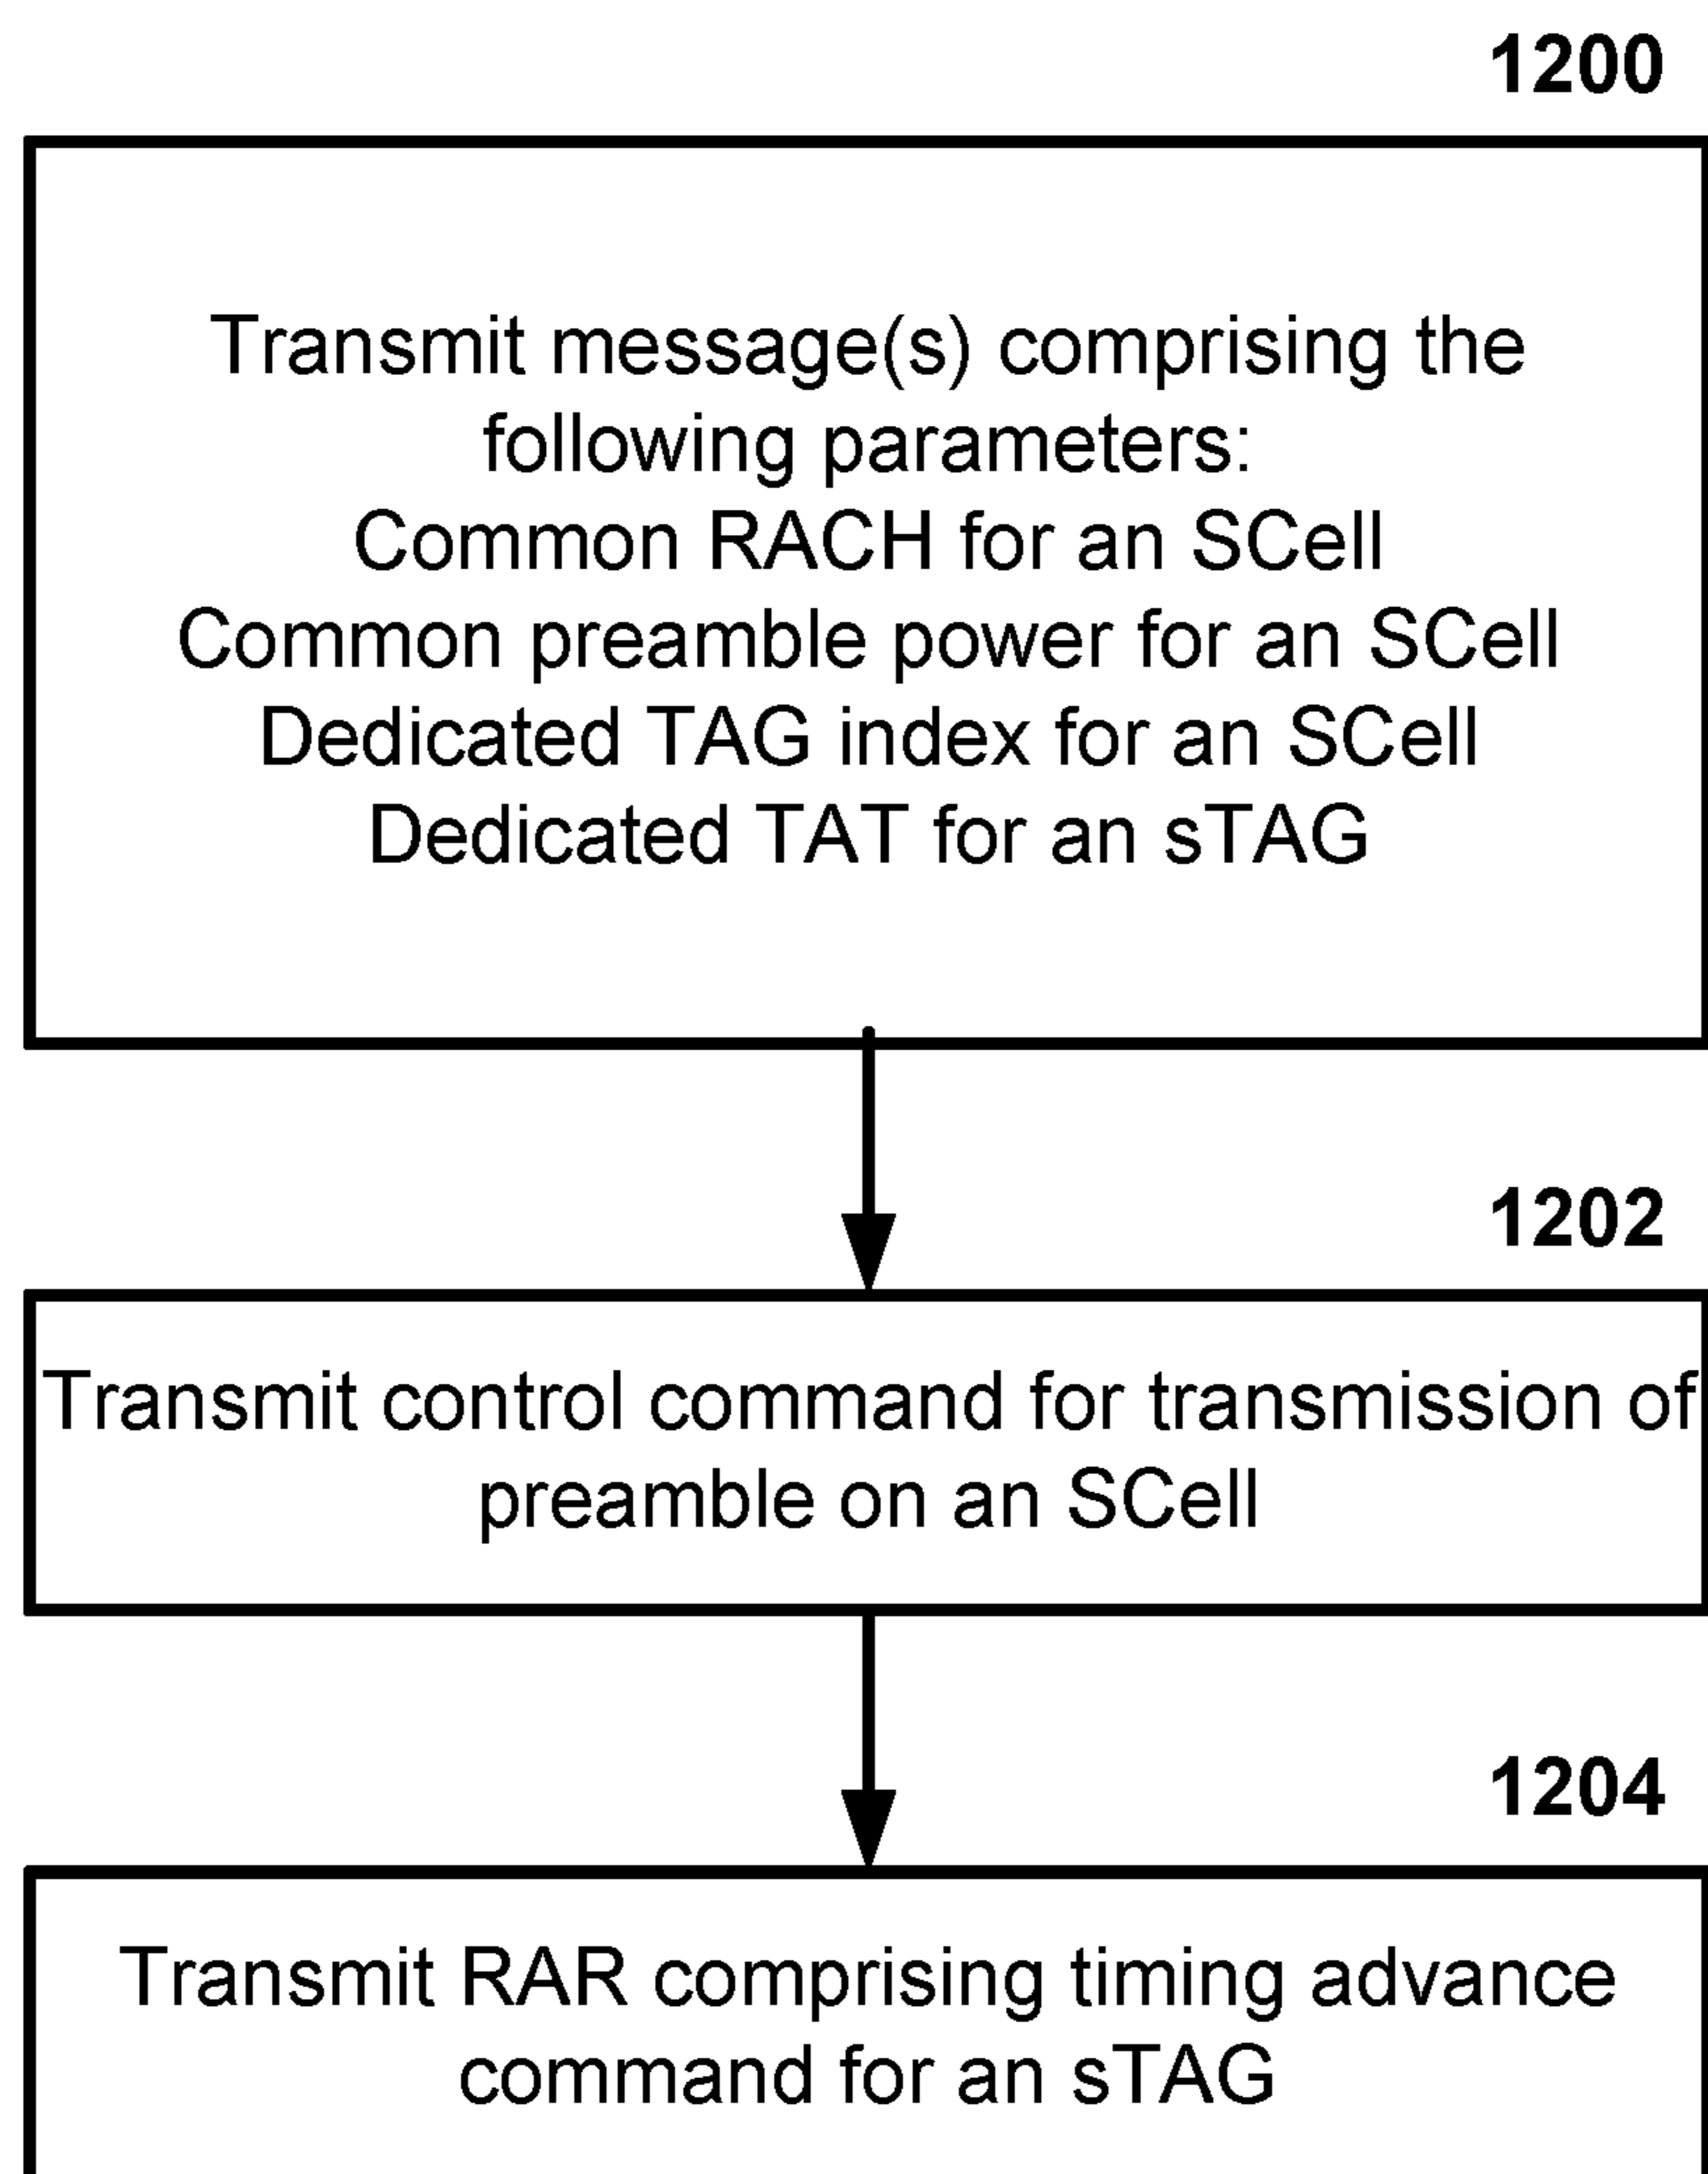 1200
Transmit message(s) comprising the
following parameters:
Common RACH for an SCell
Common preamble power for an SCell
Dedicated TAG index for an SCell
Dedicated TAT for an sTAG
1202
Transmit control command for transmission of
preamble on an SCell
1204
Transmit RAR comprising timing advance
command for an sTAG